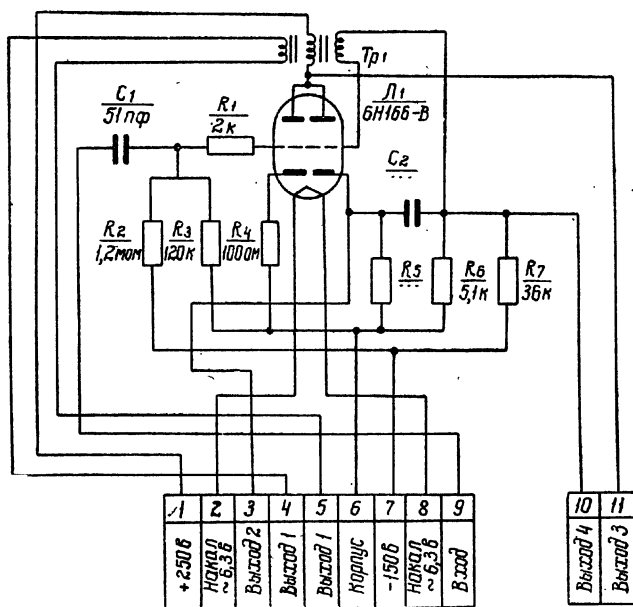 Тр1
C1
51пф
R1
2к
Л1
6Н16б-В
C2
...
R2
1,2мом
R3
120к
R4
100ом
R5
...
R6
5,1к
R7
36к
1 2 3 4 5 6 7 8 9
10 11
+250в
Накал ~6,3в
Выход 2
Выход 1
Выход 1
Корпус
-150в
Накал ~6,3в
Вход
Выход 4
Выход 3